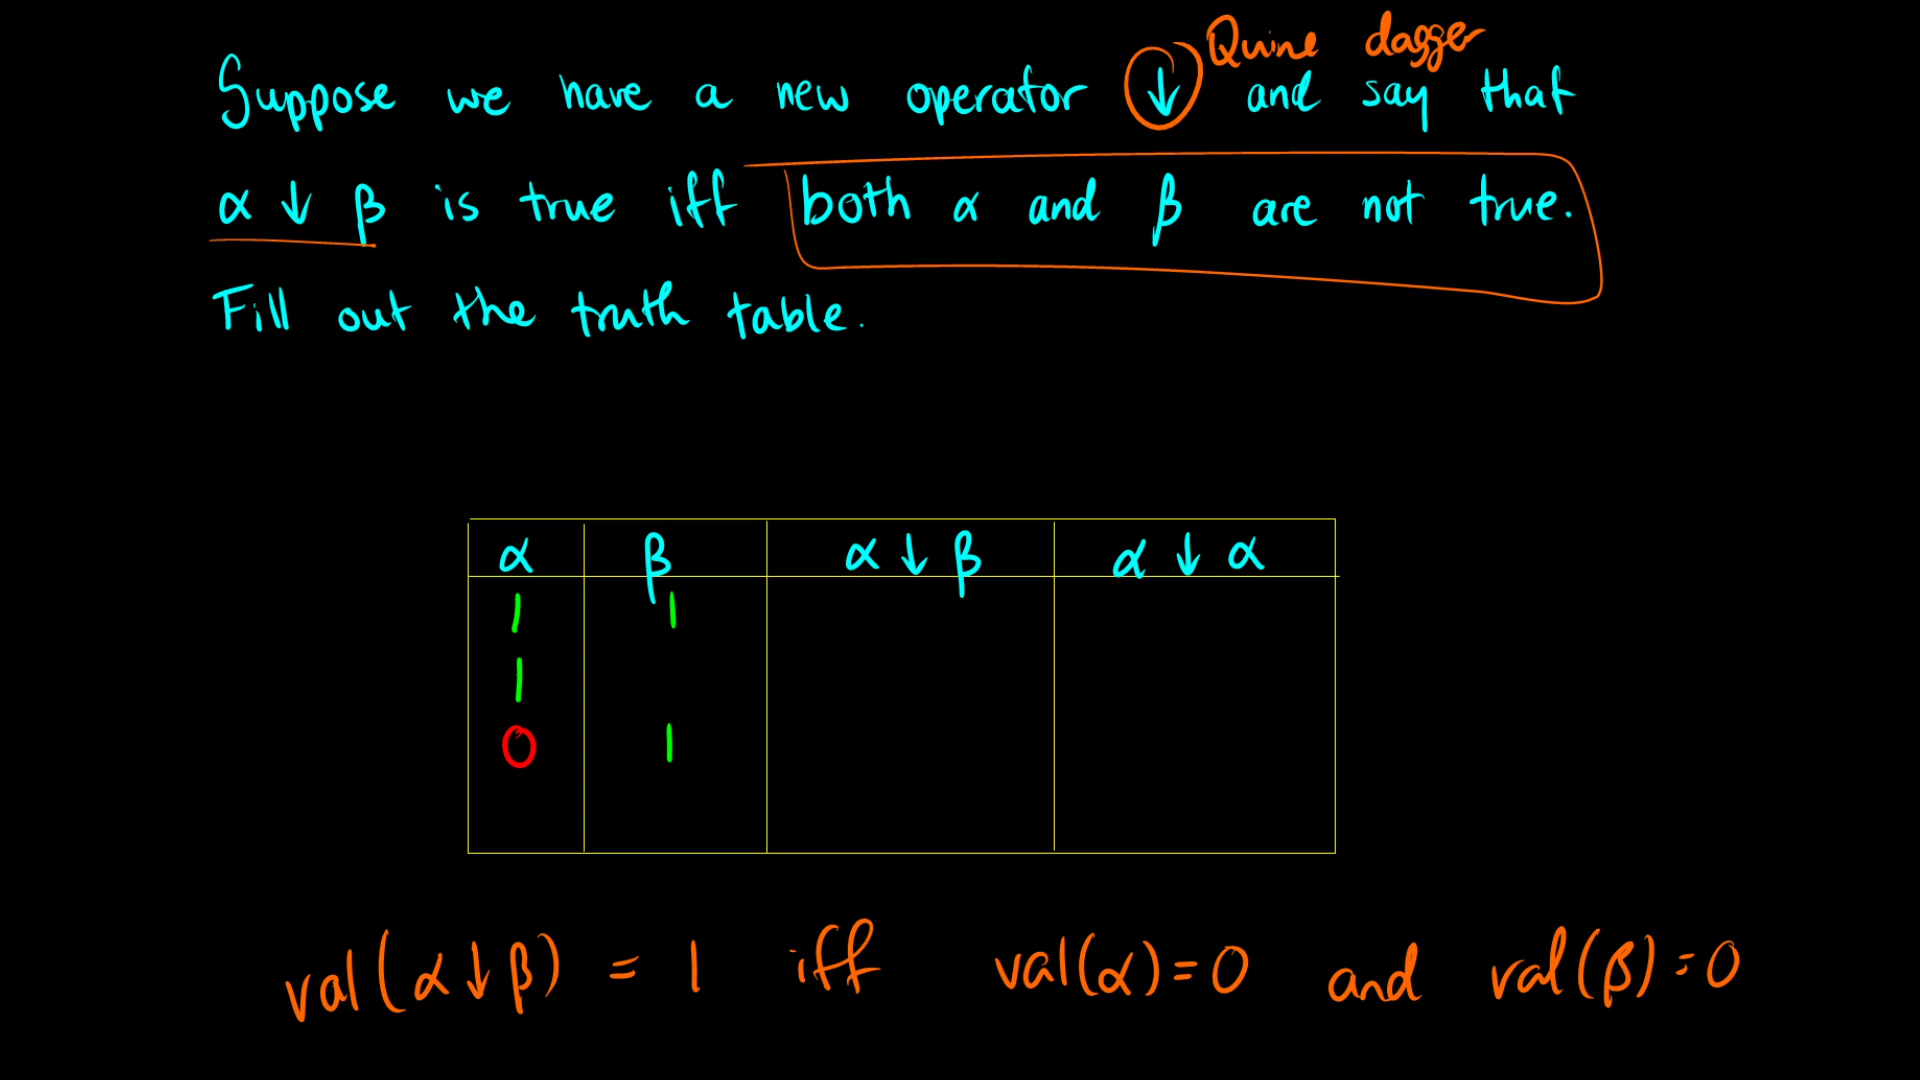 Quine dagger
Suppose we have a new operator ↓ and say that
α ↓ β is true iff both α and β are not true.
Fill out the truth table.
α β α ↓ β α ↓ α
1 1
1
0 1
val(α↓β) = 1 iff val(α)=0 and val(β)=0